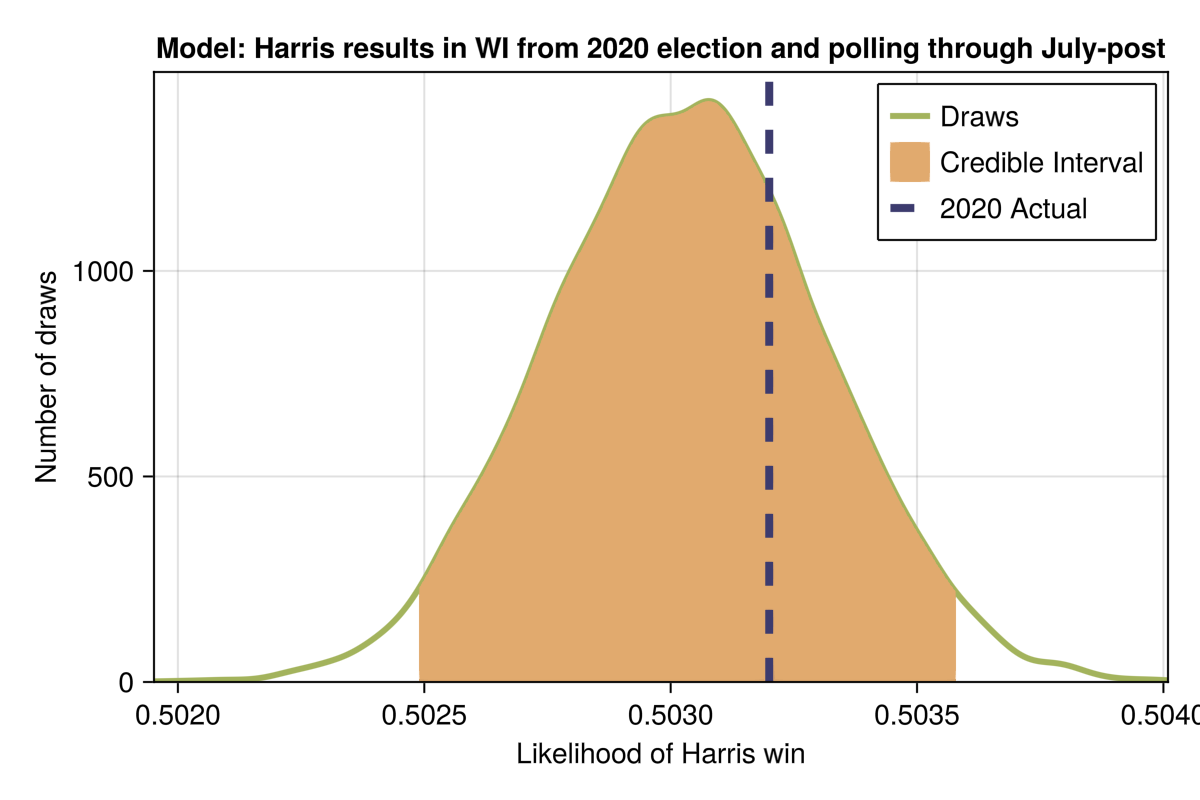 Model: Harris results in WI from 2020 election and polling through July-post
Draws
Credible Interval
2020 Actual
Number of draws
1000
500
0
0.5020 0.5025 0.5030 0.5035 0.504
Likelihood of Harris win